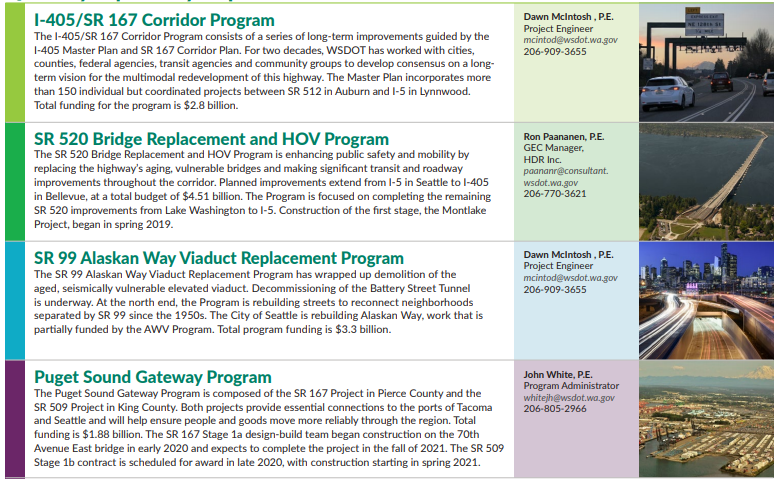 I-405/SR 167 Corridor Program
The I-405/SR 167 Corridor Program consists of a series of long-term improvements guided by the
I-405 Master Plan and SR 167 Corridor Plan. For two decades, WSDOT has worked with cities,
counties, federal agencies, transit agencies and community groups to develop consensus on a long-
term vision for the multimodal redevelopment of this highway. The Master Plan incorporates more
than 150 individual but coordinated projects between SR 512 in Auburn and I-5 in Lynnwood.
Total funding for the program is $2.8 billion.
Dawn McIntosh , P.E.
Project Engineer
mcintod@wsdot.wa.gov
206-909-3655
SR 520 Bridge Replacement and HOV Program
The SR 520 Bridge Replacement and HOV Program is enhancing public safety and mobility by
replacing the highway's aging, vulnerable bridges and making significant transit and roadway
improvements throughout the corridor. Planned improvements extend from I-5 in Seattle to I-405
in Bellevue, at a total budget of $4.51 billion. The Program is focused on completing the remaining
SR 520 improvements from Lake Washington to I-5. Construction of the first stage, the Montlake
Project, began in spring 2019.
Ron Paananen, P.E.
GEC Manager,
HDR Inc.
paananr@consultant.
wsdot.wa.gov
206-770-3621
SR 99 Alaskan Way Viaduct Replacement Program
The SR 99 Alaskan Way Viaduct Replacement Program has wrapped up demolition of the
aged, seismically vulnerable elevated viaduct. Decommissioning of the Battery Street Tunnel
is underway. At the north end, the Program is rebuilding streets to reconnect neighborhoods
separated by SR 99 since the 1950s. The City of Seattle is rebuilding Alaskan Way, work that is
partially funded by the AWV Program. Total program funding is $3.3 billion.
Dawn McIntosh , P.E.
Project Engineer
mcintod@wsdot.wa.gov
206-909-3655
Puget Sound Gateway Program
The Puget Sound Gateway Program is composed of the SR 167 Project in Pierce County and the
SR 509 Project in King County. Both projects provide essential connections to the ports of Tacoma
and Seattle and will help ensure people and goods move more reliably through the region. Total
funding is $1.88 billion. The SR 167 Stage 1a design-build team began construction on the 70th
Avenue East bridge in early 2020 and expects to complete the project in the fall of 2021. The SR 509
Stage 1b contract is scheduled for award in late 2020, with construction starting in spring 2021.
John White, P.E.
Program Administrator
whitejh@wsdot.wa.gov
206-805-2966